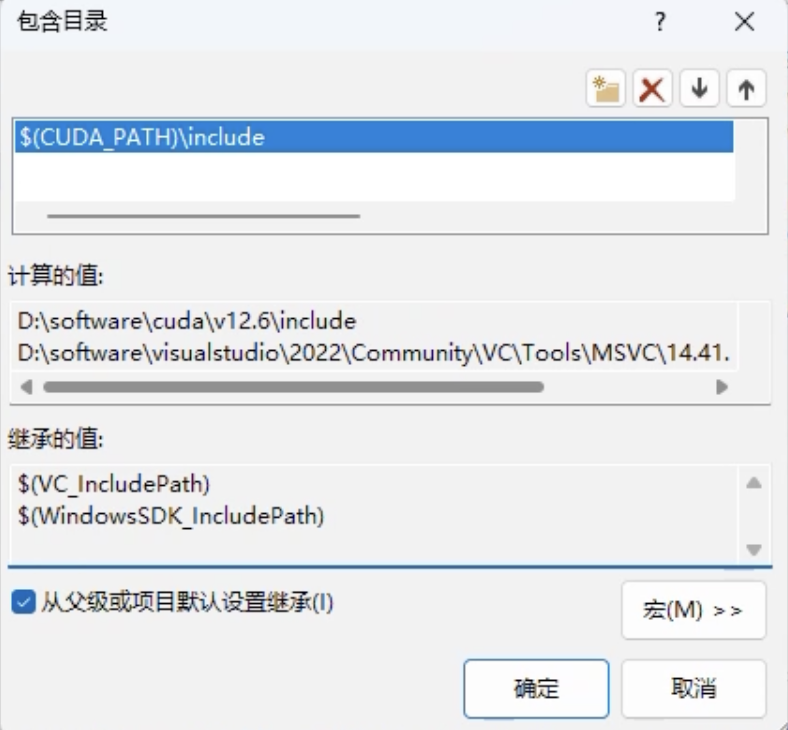 包含目录
?
$(CUDA_PATH)\include
计算的值:
D:\software\cuda\v12.6\include
D:\software\visualstudio\2022\Community\VC\Tools\MSVC\14.41.
继承的值:
$(VC_IncludePath)
$(WindowsSDK_IncludePath)
从父级或项目默认设置继承(I)
宏(M) >>
确定
取消